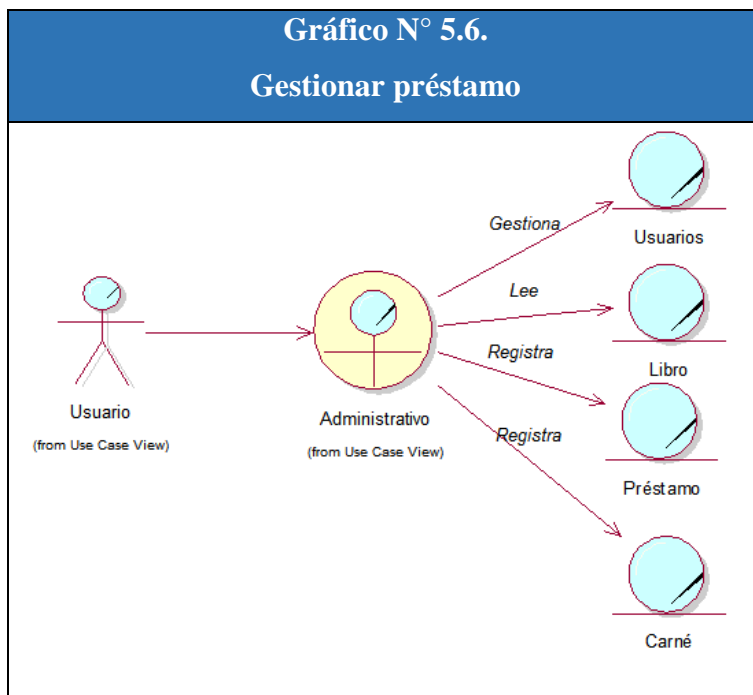 Gráfico N° 5.6.
Gestionar préstamo
Gestiona
Usuarios
Lee
Libro
Registra
Préstamo
Registra
Carné
Usuario
(from Use Case View)
Administrativo
(from Use Case View)